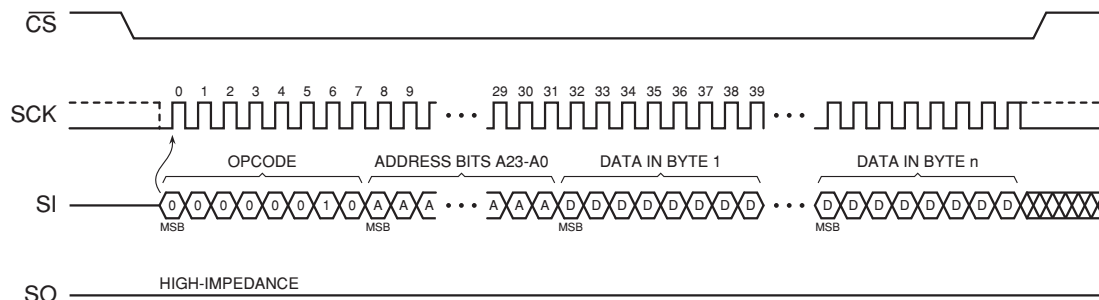 CS
0 1 2 3 4 5 6 7 8 9 29 30 31 32 33 34 35 36 37 38 39
SCK
OPCODE ADDRESS BITS A23-A0 DATA IN BYTE 1 DATA IN BYTE n
SI 0 0 0 0 0 0 1 0 A A A A A A D D D D D D D D D D D D D D D D
MSB MSB MSB MSB
HIGH-IMPEDANCE
SO